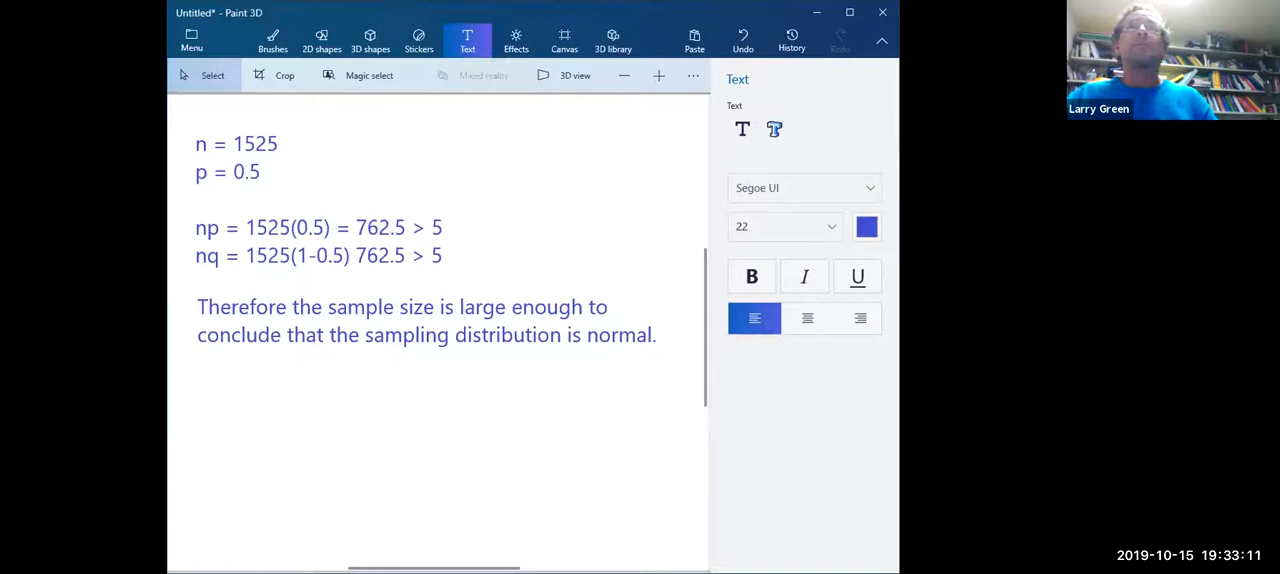 Untitled* - Paint 3D
Menu
Brushes
2D shapes
3D shapes
Stickers
Text
Effects
Canvas
3D library
Paste
Undo
History
Redo
Select
Crop
Magic select
Mixed reality
3D view
Text
Text
Segoe UI
22
B I U
n = 1525
p = 0.5
np = 1525(0.5) = 762.5 > 5
nq = 1525(1-0.5) 762.5 > 5
Therefore the sample size is large enough to
conclude that the sampling distribution is normal.
Larry Green
2019-10-15 19:33:11